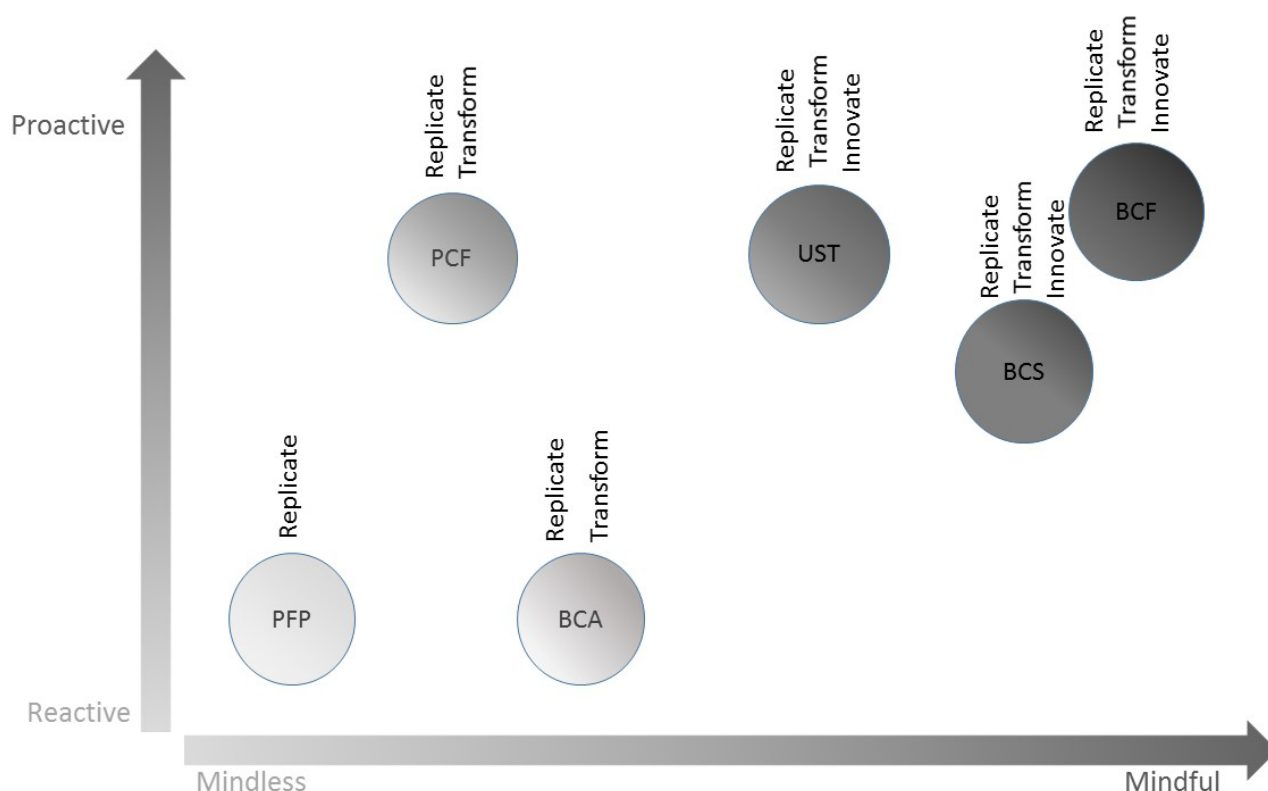 Proactive
Replicate
Transform
PCF
Replicate
Transform
Innovate
UST
Replicate
Transform
Innovate
BCF
Replicate
Transform
Innovate
BCS
Replicate
PFP
Replicate
Transform
BCA
Reactive
Mindless
Mindful